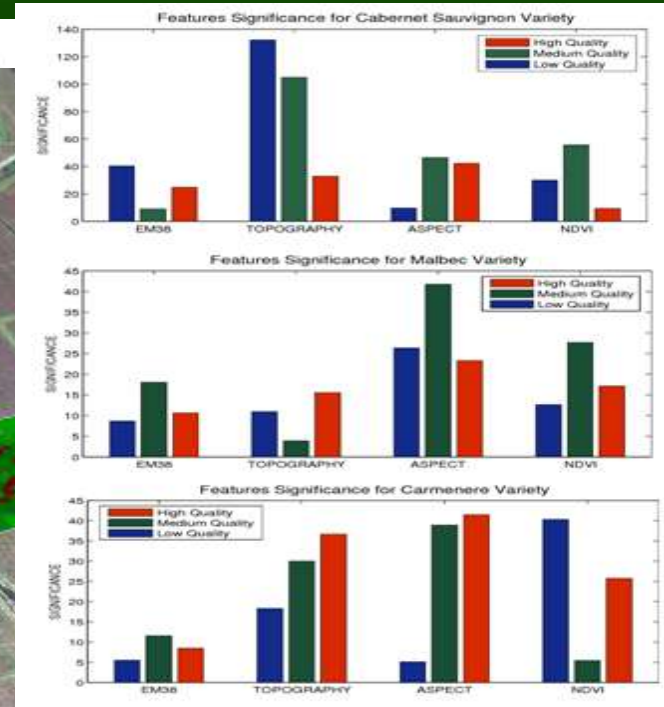 Features Significance for Cabernet Sauvignon Variety
140
120
100
80
60
40
20
0
SIGNIFICANCE
High Quality
Medium Quality
Low Quality
EM38 TOPOGRAPHY ASPECT NDVI
Features Significance for Malbec Variety
45
40
35
30
25
20
15
10
5
0
SIGNIFICANCE
High Quality
Medium Quality
Low Quality
EM38 TOPOGRAPHY ASPECT NDVI
Features Significance for Carmenere Variety
45
40
35
30
25
20
15
10
5
0
SIGNIFICANCE
High Quality
Medium Quality
Low Quality
EM38 TOPOGRAPHY ASPECT NDVI